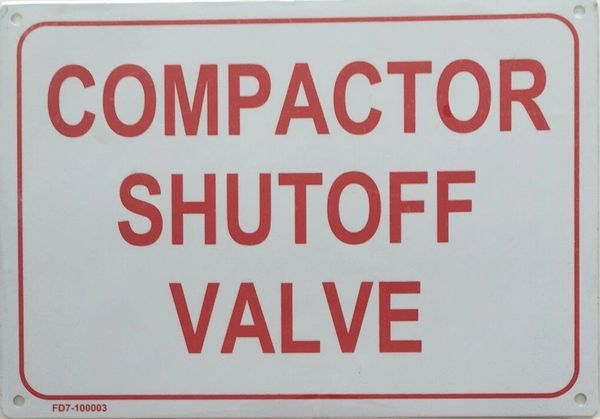 COMPACTOR
SHUTOFF
VALVE
FD7-100003